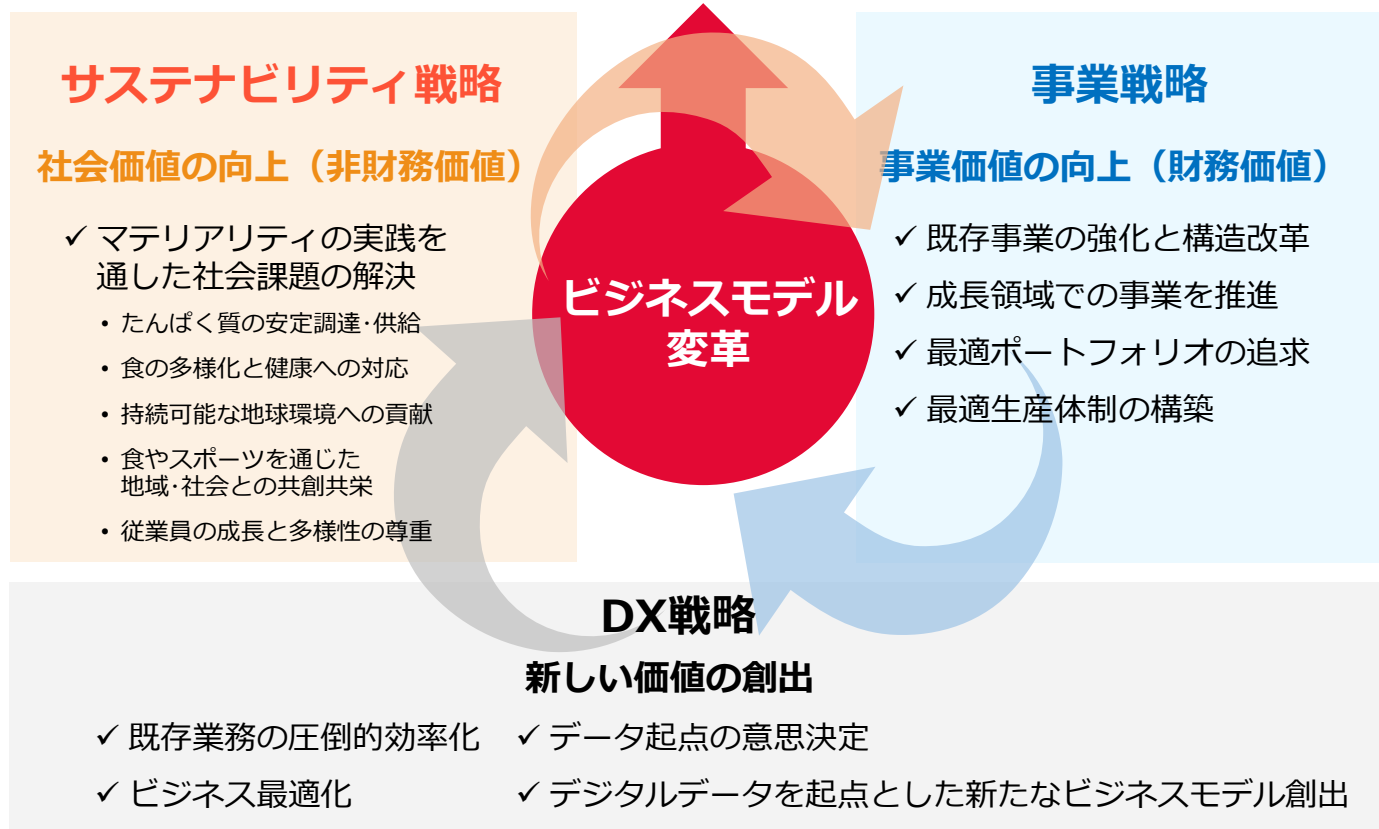 サステナビリティ戦略
社会価値の向上（非財務価値）
✓ マテリアリティの実践を
通した社会課題の解決
• たんぱく質の安定調達･供給
• 食の多様化と健康への対応
• 持続可能な地球環境への貢献
• 食やスポーツを通じた
地域･社会との共創共栄
• 従業員の成長と多様性の尊重
ビジネスモデル
変革
事業戦略
事業価値の向上（財務価値）
✓ 既存事業の強化と構造改革
✓ 成長領域での事業を推進
✓ 最適ポートフォリオの追求
✓ 最適生産体制の構築
DX戦略
新しい価値の創出
✓ 既存業務の圧倒的効率化
✓ データ起点の意思決定
✓ ビジネス最適化
✓ デジタルデータを起点とした新たなビジネスモデル創出